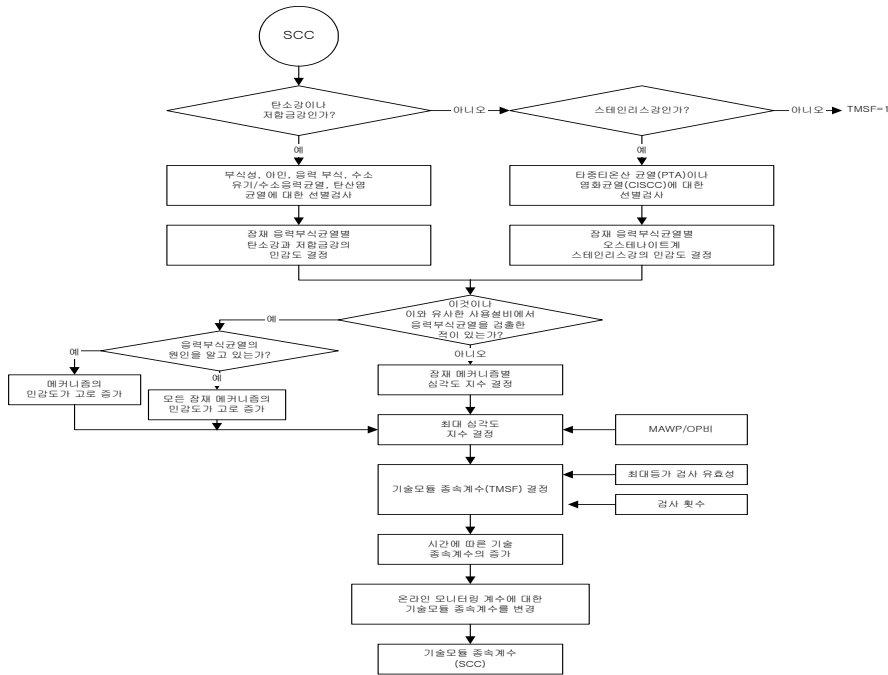 SCC
탄소강이나
저합금강인가?
아니오
스테인리스강인가?
아니오
TMSF=1
예
예
부식성, 아민, 응력 부식, 수소
유기/수소응력균열, 탄산염
균열에 대한 선별검사
타중티온산 균열(PTA)이나
염화균열(CISCC)에 대한
선별검사
잠재 응력부식균열별
탄소강과 저합금강의
민감도 결정
잠재 응력부식균열별
오스테나이트계
스테인리스강의 민감도 결정
이것이나
이와 유사한 사용설비에서
응력부식균열을 검출한
적이 있는가?
예
응력부식균열의
원인을 알고 있는가?
예
아니오
예
메커니즘의
민감도가 고로 증가
모든 잠재 메커니즘의
민감도가 고로 증가
잠재 메커니즘별
심각도 지수 결정
최대 심각도
지수 결정
MAWP/OP비
기술모듈 종속계수(TMSF) 결정
최대등가 검사 유효성
검사 횟수
시간에 따른 기술
종속계수의 증가
온라인 모니터링 계수에 대한
기술모듈 종속계수를 변경
기술모듈 종속계수
(SCC)